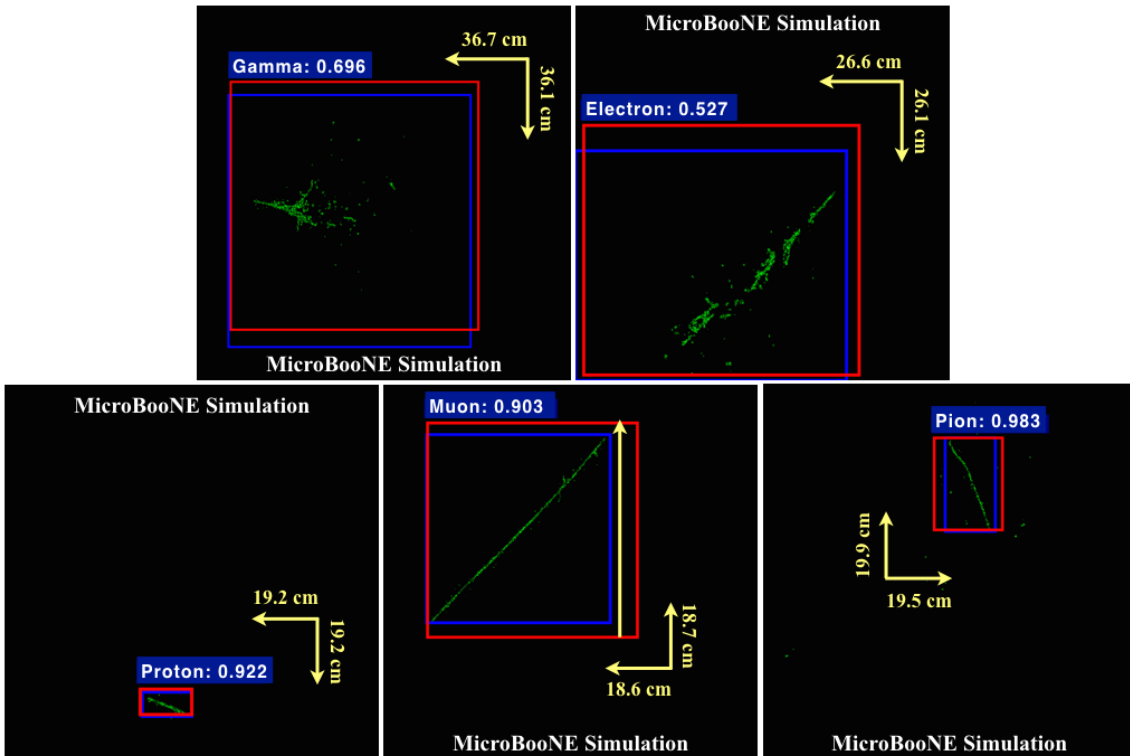 36.7 cm
36.1 cm
Gamma: 0.696
MicroBooNE Simulation
MicroBooNE Simulation
26.6 cm
26.1 cm
Electron: 0.527
MicroBooNE Simulation
19.2 cm
19.2 cm
Proton: 0.922
Muon: 0.903
18.7 cm
18.6 cm
MicroBooNE Simulation
Pion: 0.983
19.9 cm
19.5 cm
MicroBooNE Simulation